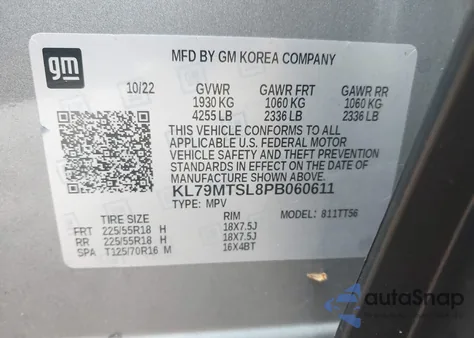 gm
MFD BY GM KOREA COMPANY
10/22 GVWR GAWR FRT GAWR RR
1930 KG 1060 KG 1060 KG
4255 LB 2336 LB 2336 LB
THIS VEHICLE CONFORMS TO ALL
APPLICABLE U.S. FEDERAL MOTOR
VEHICLE SAFETY AND THEFT PREVENTION
STANDARDS IN EFFECT ON THE DATE OF
MANUFACTURE SHOWN ABOVE.
KL79MTSL8PB060611
TYPE: MPV MODEL: 811TT56
TIRE SIZE RIM
FRT 225/55R18 H 18X7.5J
RR 225/55R18 H 18X7.5J
SPA T125/70R16 M 16X4BT
autoSnap